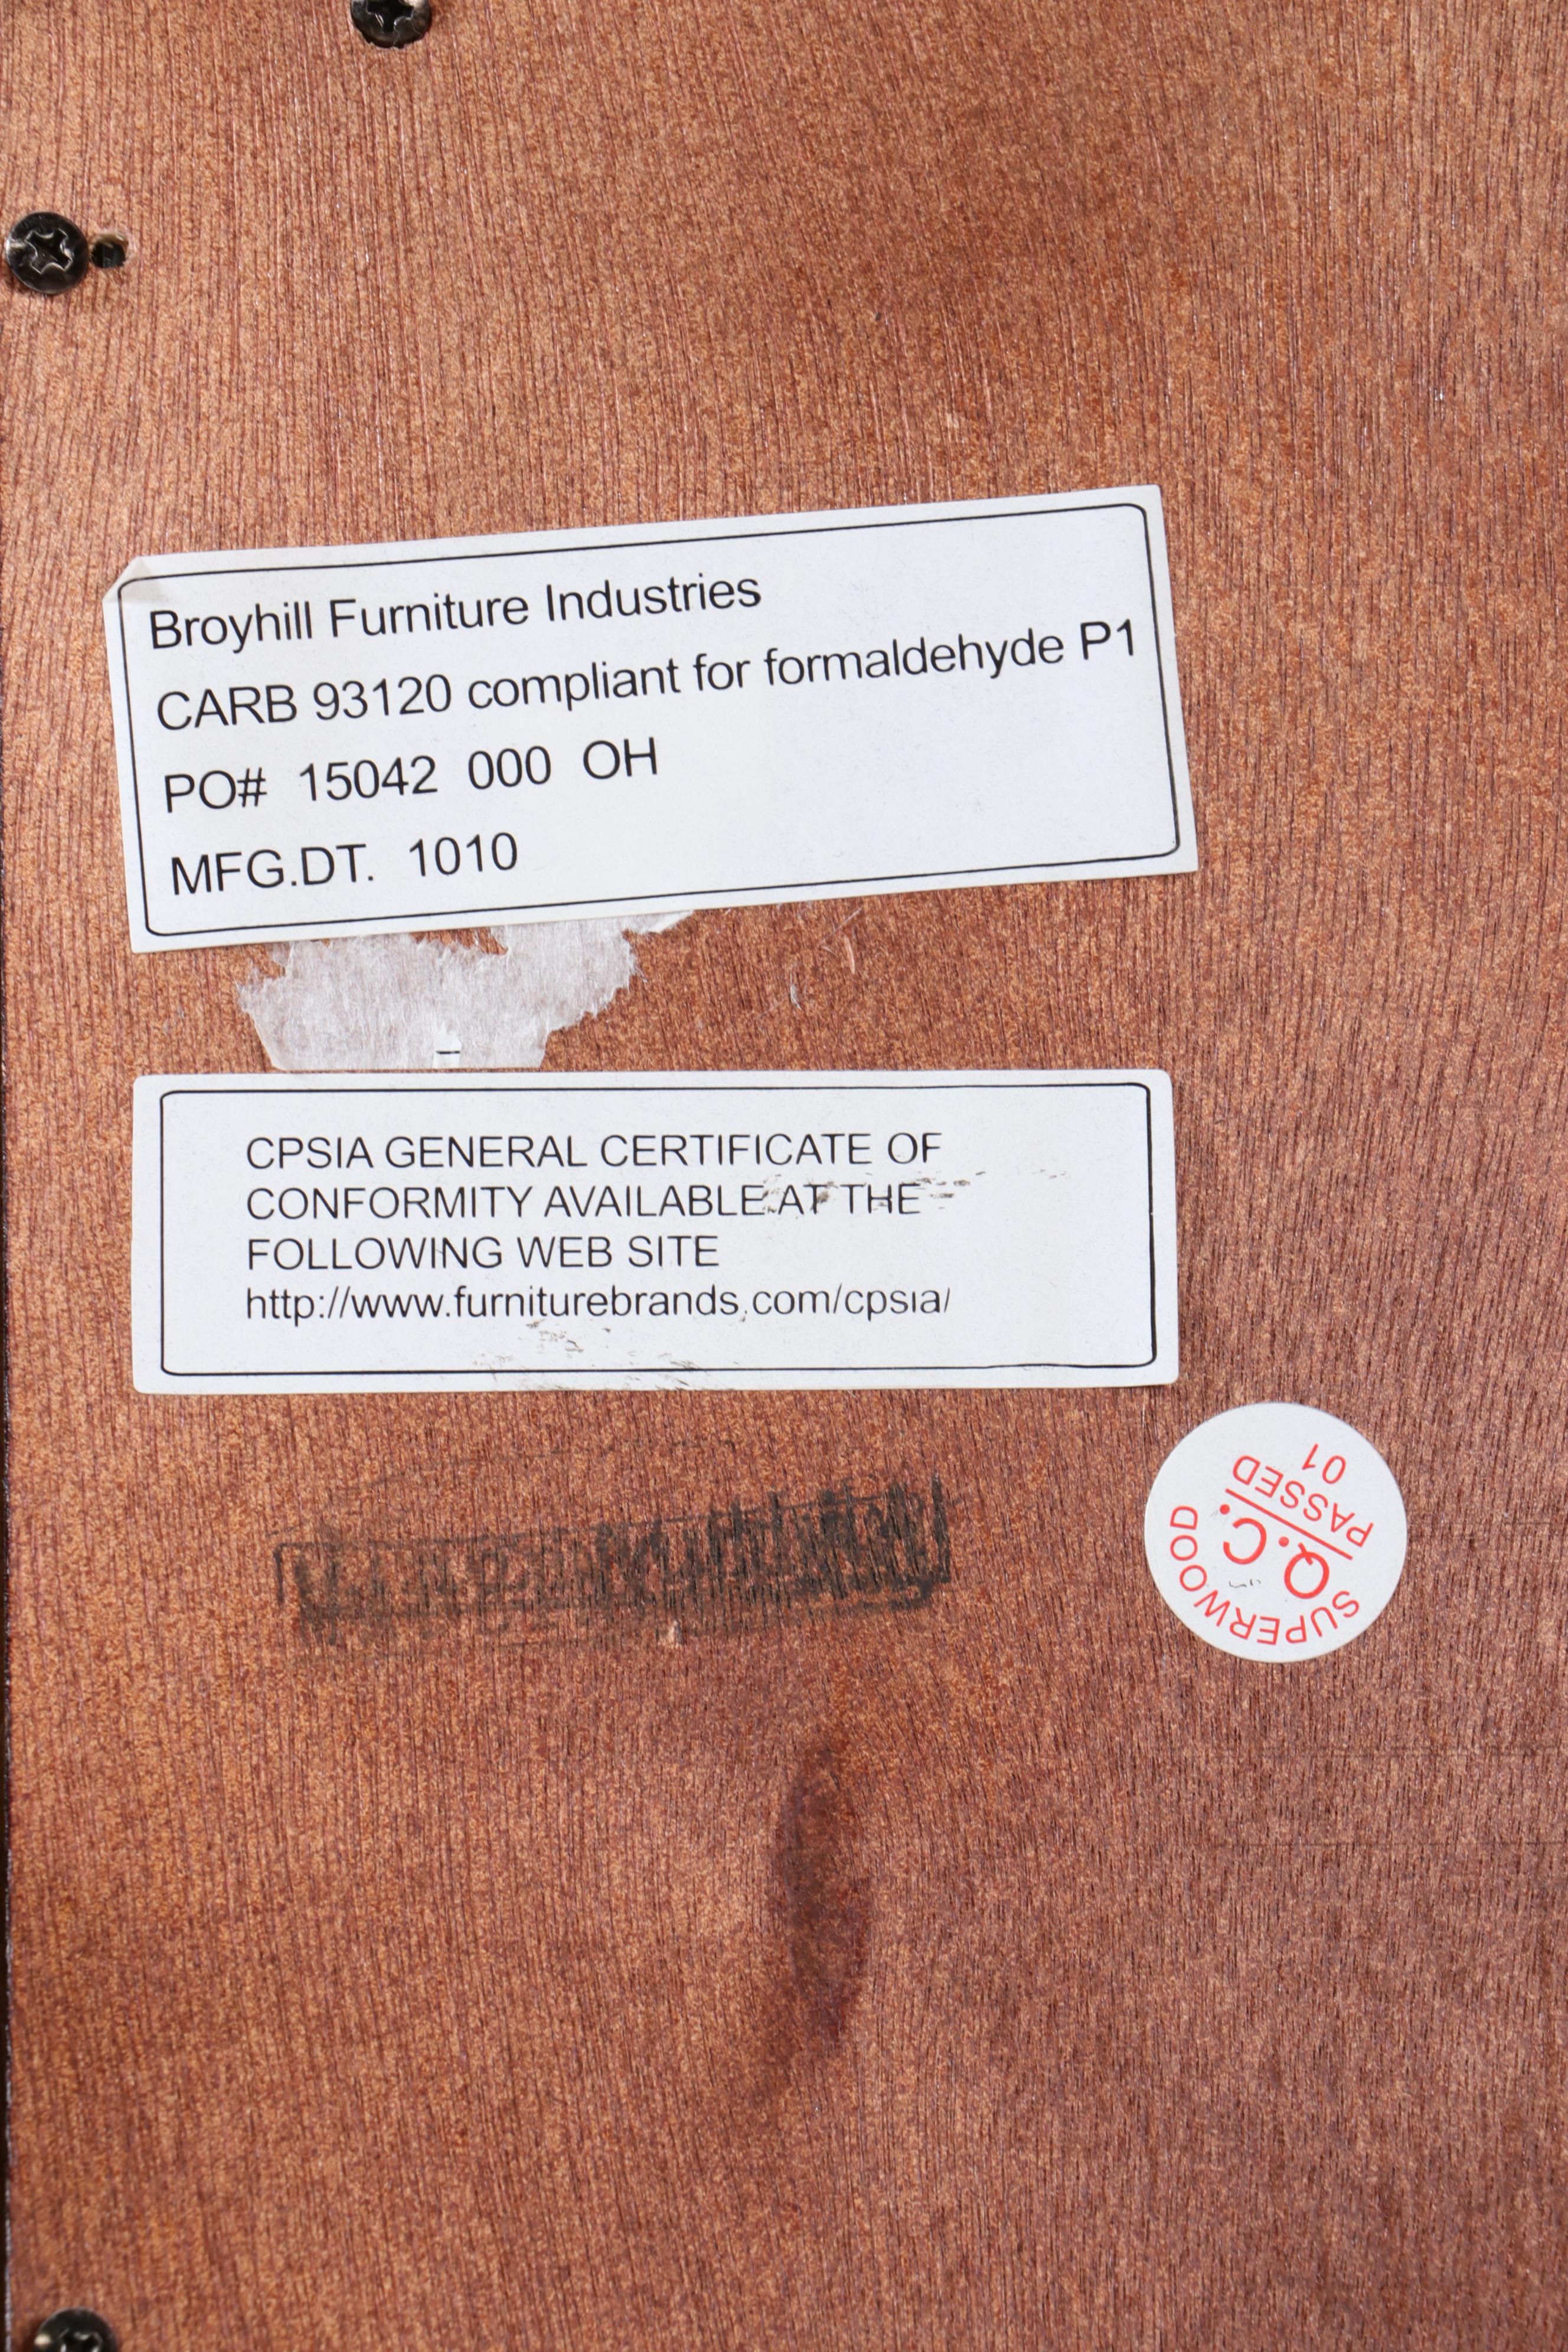 Broyhill Furniture Industries
CARB 93120 compliant for formaldehyde P1
PO# 15042 000 OH
MFG.DT. 1010
CPSIA GENERAL CERTIFICATE OF
CONFORMITY AVAILABLE AT THE
FOLLOWING WEB SITE
http://www.furniturebrands.com/cpsia/
SUPERWOOD
Q.C.
PASSED
01